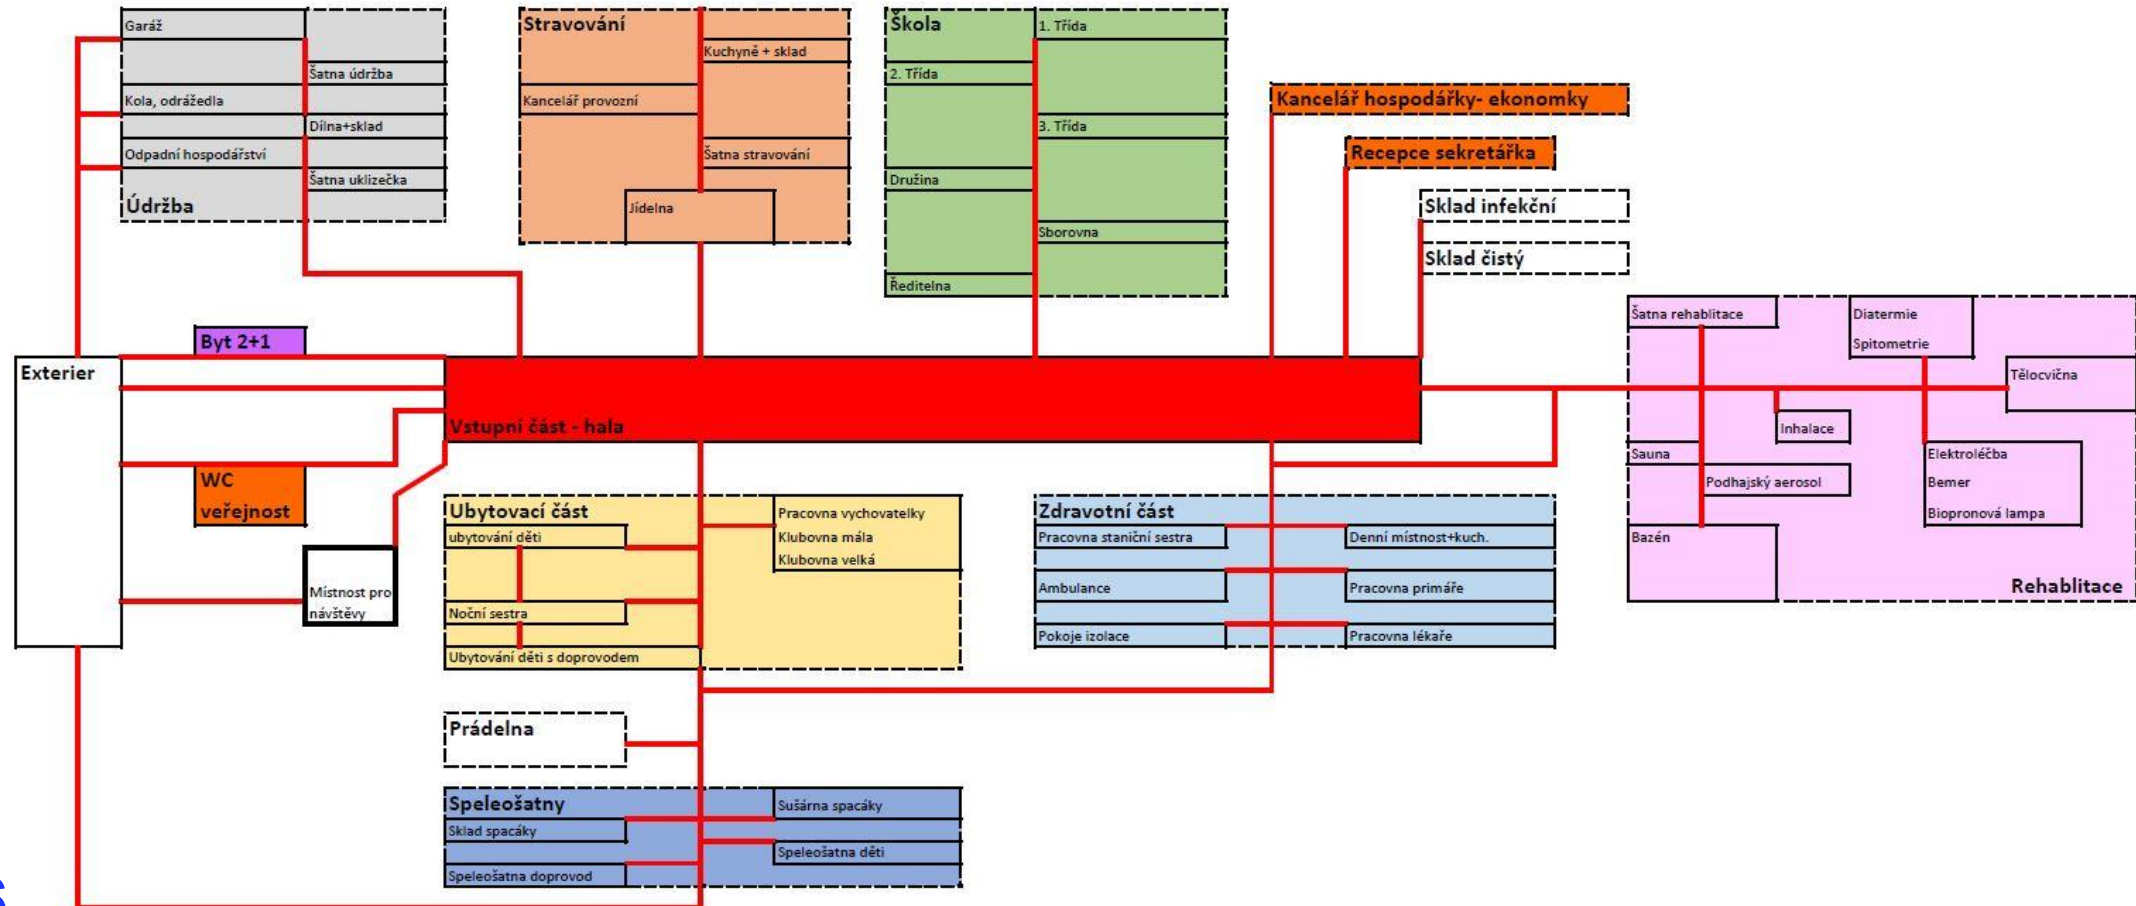 Garáž
Šatna údržba
Kola, odrážedla
Dílna+sklad
Odpadní hospodářství
Šatna uklizečka
Údržba
Stravování
Kuchyně + sklad
Kancelář provozní
Šatna stravování
Jídelna
Škola
1. Třída
2. Třída
3. Třída
Družina
Sborovna
Ředitelna
Kancelář hospodářky- ekonomky
Recepce sekretářka
Sklad infekční
Sklad čistý
Byt 2+1
Exterier
Vstupní část - hala
WC
veřejnost
Místnost pro
návštěvy
Šatna rehablitace
Diatermie
Spitometrie
Tělocvična
Inhalace
Sauna
Podhajský aerosol
Elektroléčba
Bemer
Biopronová lampa
Bazén
Rehablitace
Ubytovací část
ubytování děti
Noční sestra
Ubytování děti s doprovodem
Pracovna vychovatelky
Klubovna mála
Klubovna velká
Zdravotní část
Pracovna staniční sestra
Denní místnost+kuch.
Ambulance
Pracovna primáře
Pokoje izolace
Pracovna lékaře
Prádelna
Speleošatny
Sušárna spacáky
Sklad spacáky
Speleošatna děti
Speleošatna doprovod